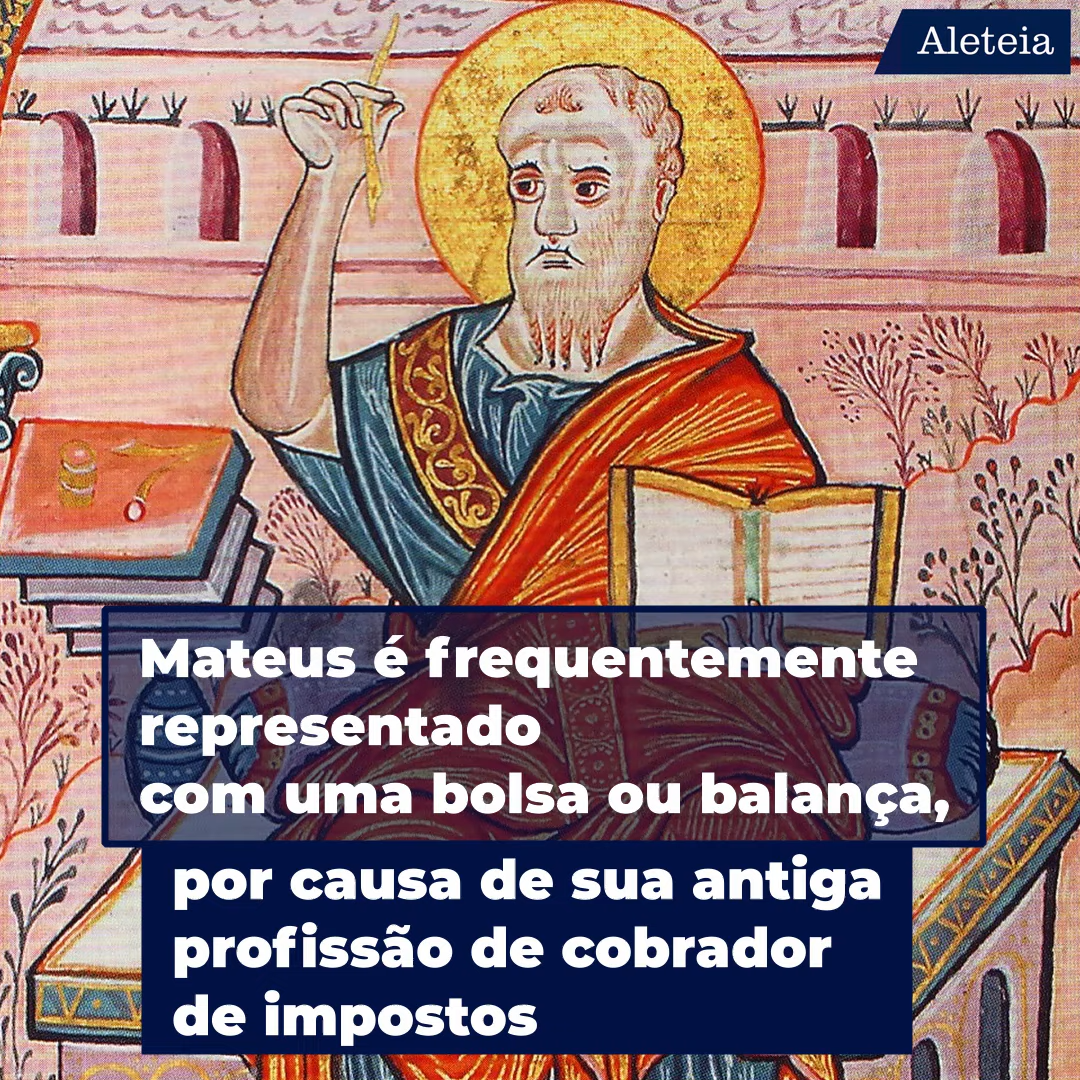 Aleteia
Mateus é frequentemente
representado
com uma bolsa ou balança,
por causa de sua antiga
profissão de cobrador
de impostos